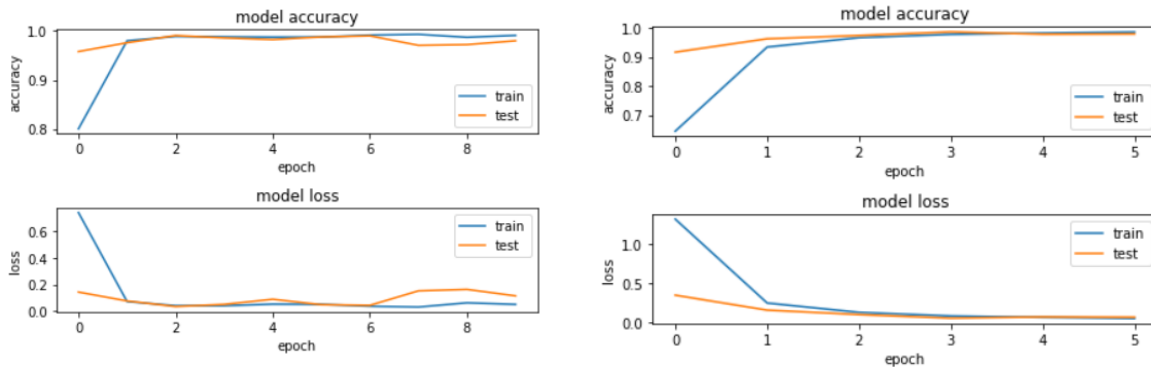 model accuracy
1.0
0.9
0.8
accuracy
train
test
0 2 4 6 8
epoch
model loss
0.6
0.4
0.2
0.0
loss
train
test
0 2 4 6 8
epoch
model accuracy
1.0
0.9
0.8
0.7
accuracy
train
test
0 1 2 3 4 5
epoch
model loss
1.0
0.5
0.0
loss
train
test
0 1 2 3 4 5
epoch